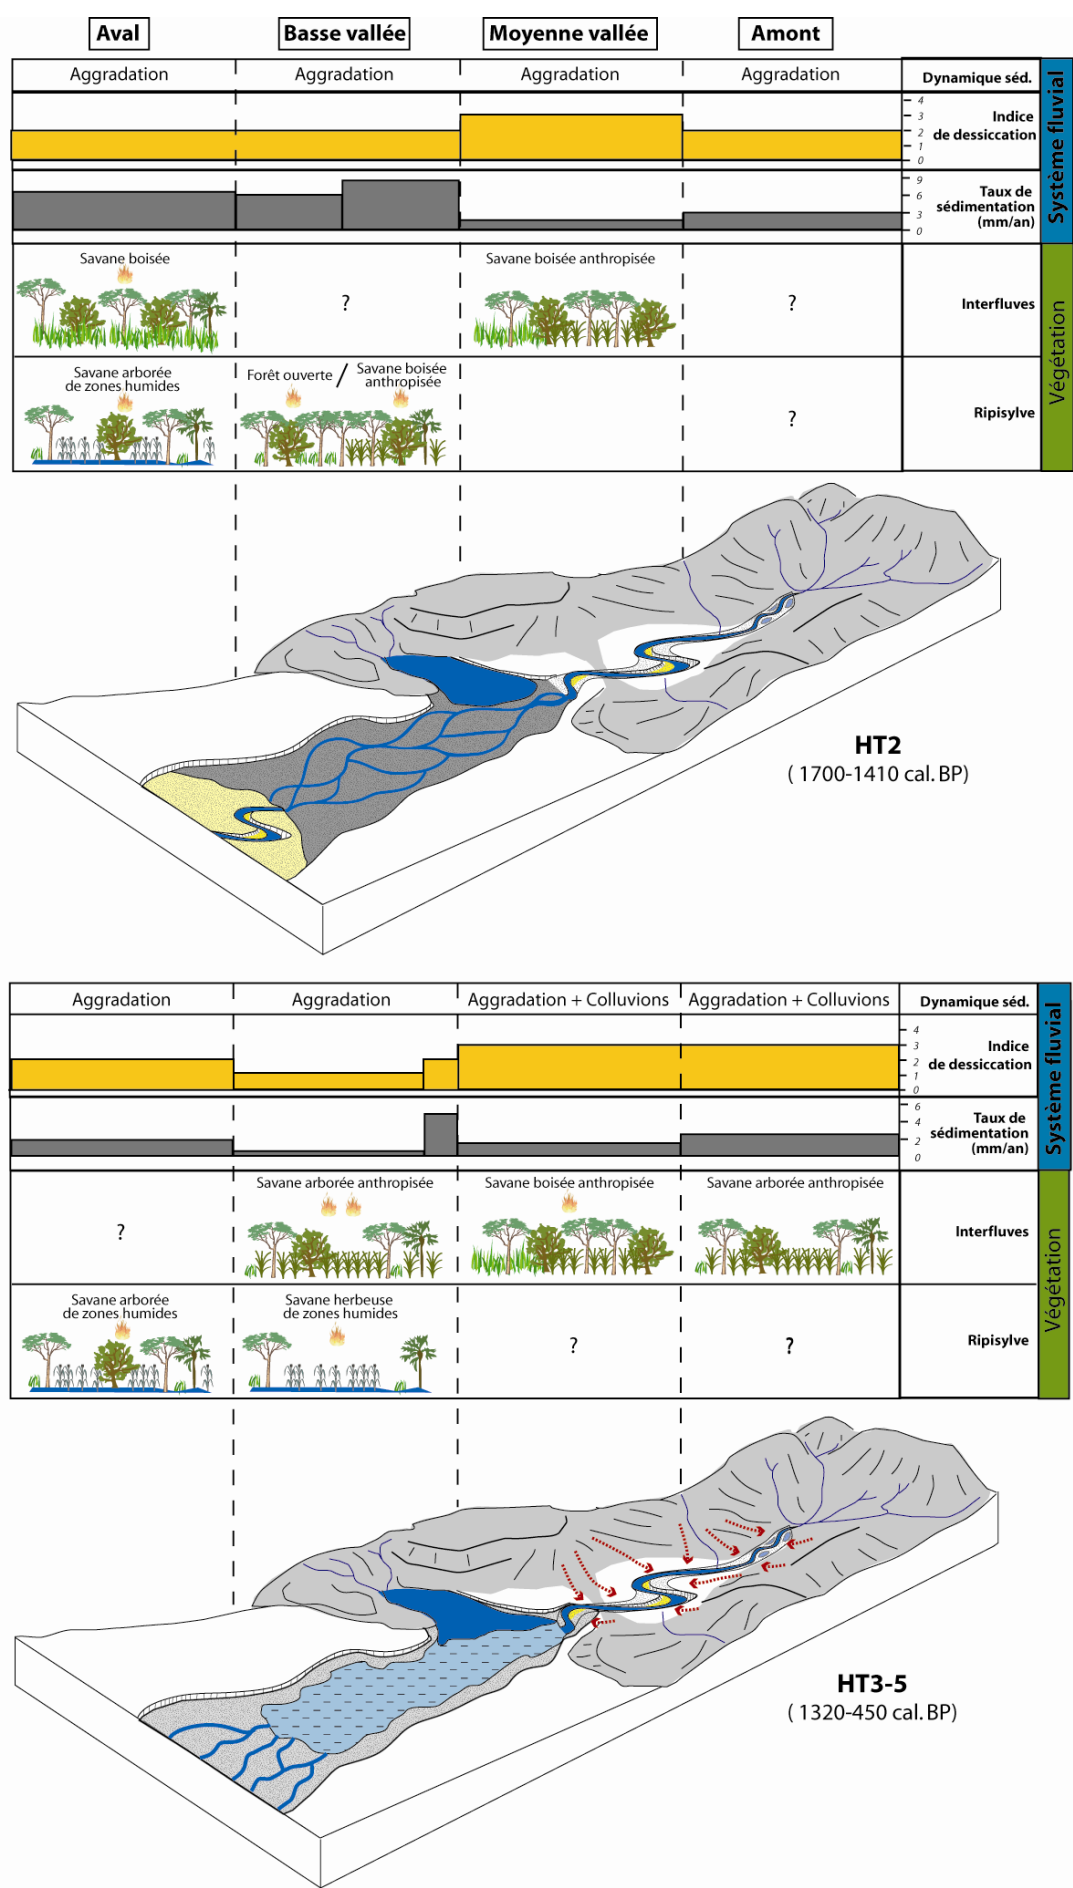 Aval
Basse vallée
Moyenne vallée
Amont
Aggradation
Aggradation
Aggradation
Aggradation
Dynamique séd.
4
3
2
1
0
Indice
de dessiccation
9
6
3
0
Taux de
sédimentation
(mm/an)
Système fluvial
Savane boisée
?
Savane boisée anthropisée
?
Interfluves
Savane arborée
de zones humides
Forêt ouverte /
Savane boisée
anthropisée
?
Ripisylve
Végétation
HT2
( 1700-1410 cal. BP)
Aggradation
Aggradation
Aggradation + Colluvions
Aggradation + Colluvions
Dynamique séd.
4
3
2
1
0
Indice
de dessiccation
6
4
2
0
Taux de
sédimentation
(mm/an)
Système fluvial
?
Savane arborée anthropisée
Savane boisée anthropisée
Savane arborée anthropisée
Interfluves
Savane arborée
de zones humides
Savane herbeuse
de zones humides
?
?
Ripisylve
Végétation
HT3-5
( 1320-450 cal. BP)